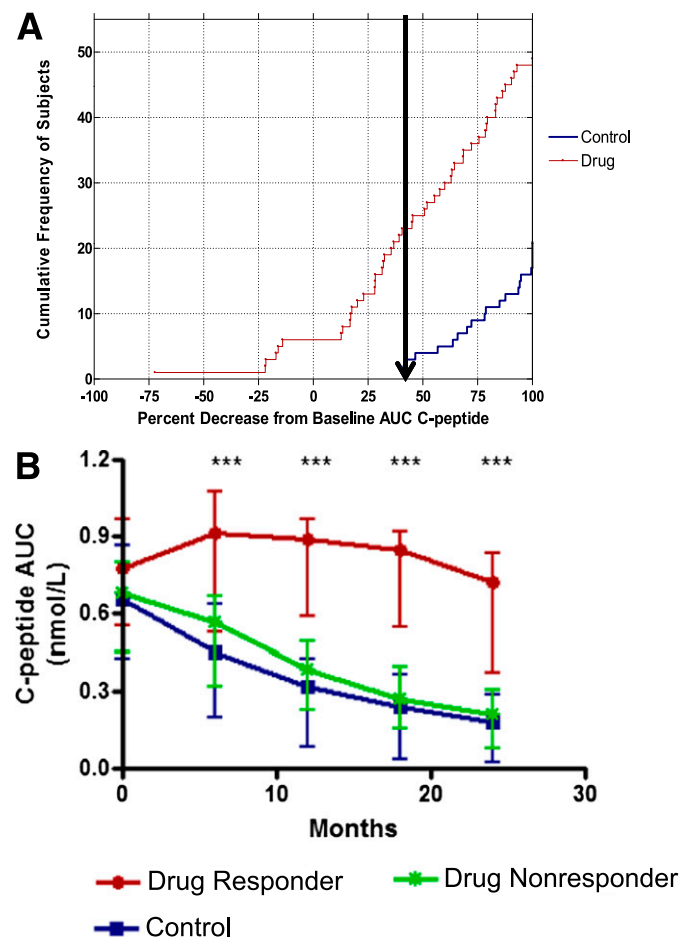 A
Cumulative Frequency of Subjects
50
40
30
20
10
0
-100 -75 -50 -25 0 25 50 75 100
Percent Decrease from Baseline AUC C-peptide
Control
Drug
B
C-peptide AUC
(nmol/L)
1.2
0.9
0.6
0.3
0.0
*** *** *** ***
0 10 20 30
Months
Drug Responder
Drug Nonresponder
Control